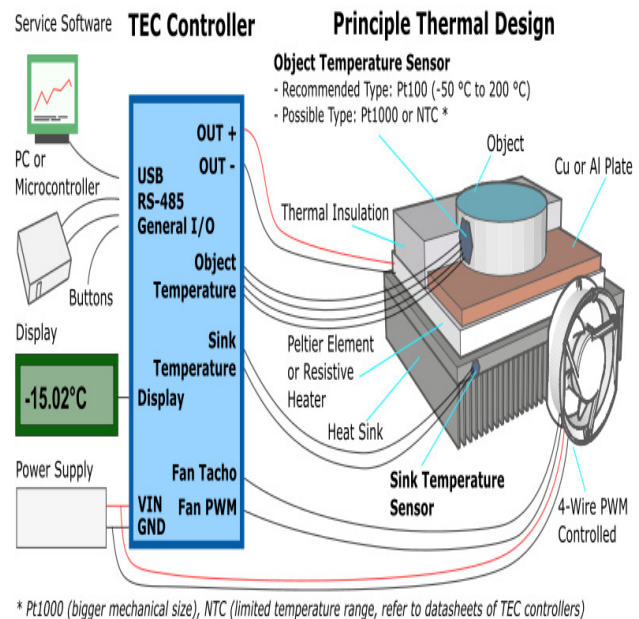 Service Software
TEC Controller
Principle Thermal Design
Object Temperature Sensor
- Recommended Type: Pt100 (-50 °C to 200 °C)
- Possible Type: Pt1000 or NTC *
Object
Cu or Al Plate
OUT +
OUT -
PC or
Microcontroller
USB
RS-485
General I/O
Thermal Insulation
Buttons
Object
Temperature
Display
-15.02°C
Sink
Temperature
Display
Peltier Element
or Resistive
Heater
Heat Sink
Sink Temperature
Sensor
4-Wire PWM
Controlled
Power Supply
Fan Tacho
VIN
Fan PWM
GND
* Pt1000 (bigger mechanical size), NTC (limited temperature range, refer to datasheets of TEC controllers)